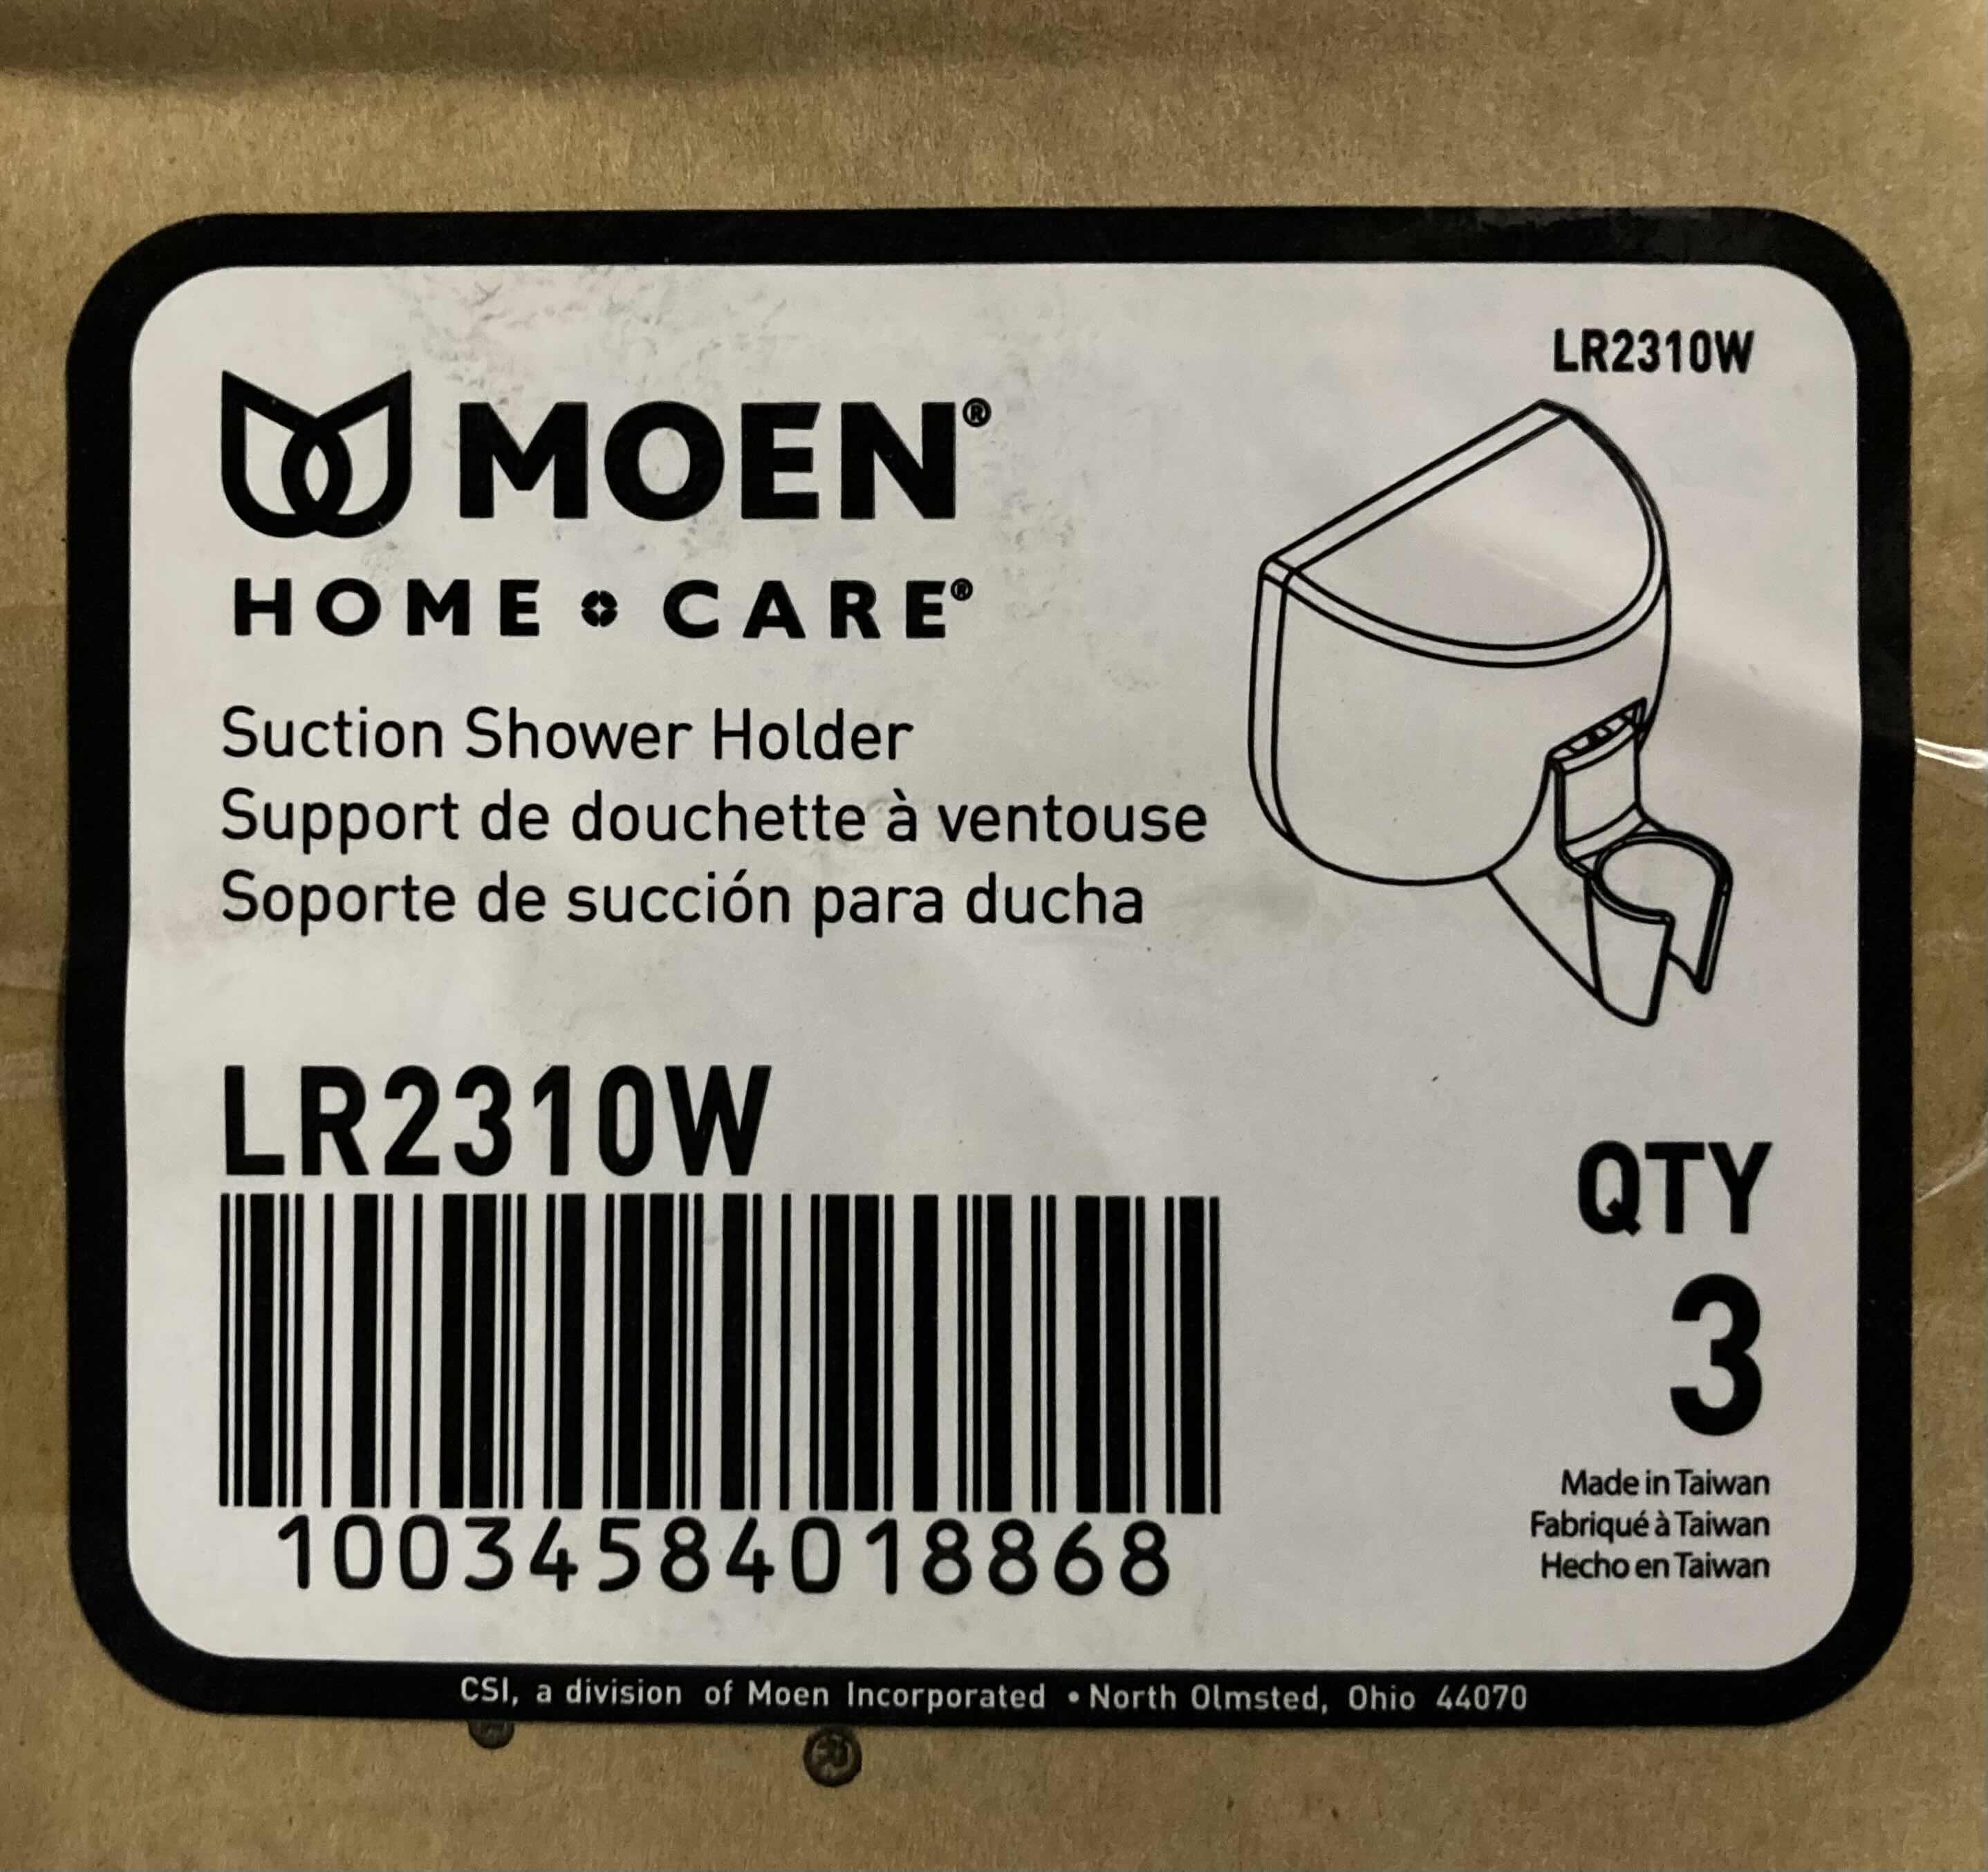 LR2310W
MOEN®
HOME CARE®
Suction Shower Holder
Support de douchette à ventouse
Soporte de succión para ducha
LR2310W
10034584018868
QTY
3
Made in Taiwan
Fabriqué à Taiwan
Hecho en Taiwan
CSI, a division of Moen Incorporated • North Olmsted, Ohio 44070